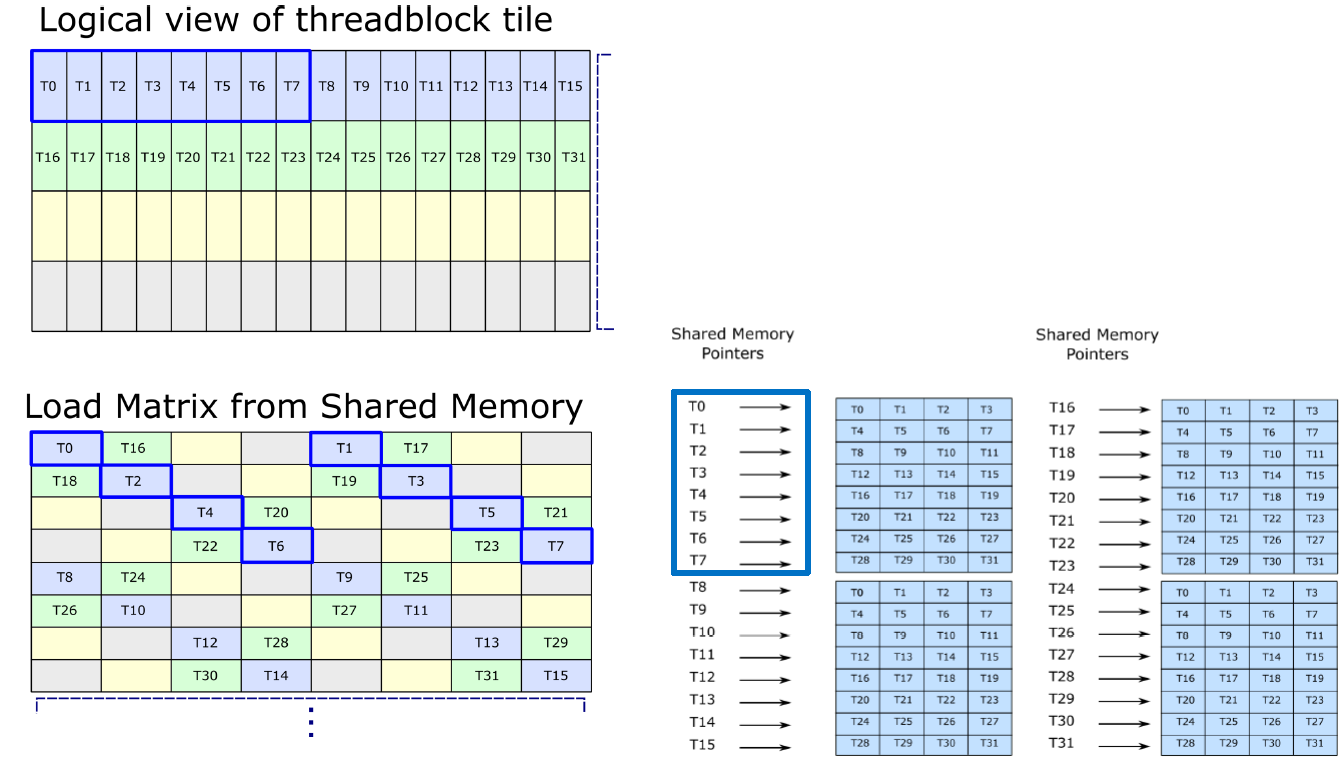 Logical view of threadblock tile
T0 T1 T2 T3 T4 T5 T6 T7 T8 T9 T10 T11 T12 T13 T14 T15
T16 T17 T18 T19 T20 T21 T22 T23 T24 T25 T26 T27 T28 T29 T30 T31
Load Matrix from Shared Memory
T0 T16 T1 T17
T18 T2 T19 T3
T4 T20 T5 T21
T22 T6 T23 T7
T8 T24 T9 T25
T26 T10 T27 T11
T12 T28 T13 T29
T30 T14 T31 T15
Shared Memory
Pointers
T0 T0 T1 T2 T3
T1 T4 T5 T6 T7
T2 T8 T9 T10 T11
T3 T12 T13 T14 T15
T4 T16 T17 T18 T19
T5 T20 T21 T22 T23
T6 T24 T25 T26 T27
T7 T28 T29 T30 T31
T8 T0 T1 T2 T3
T9 T4 T5 T6 T7
T10 T8 T9 T10 T11
T11 T12 T13 T14 T15
T12 T16 T17 T18 T19
T13 T20 T21 T22 T23
T14 T24 T25 T26 T27
T15 T28 T29 T30 T31
Shared Memory
Pointers
T16 T0 T1 T2 T3
T17 T4 T5 T6 T7
T18 T8 T9 T10 T11
T19 T12 T13 T14 T15
T20 T16 T17 T18 T19
T21 T20 T21 T22 T23
T22 T24 T25 T26 T27
T23 T28 T29 T30 T31
T24 T0 T1 T2 T3
T25 T4 T5 T6 T7
T26 T8 T9 T10 T11
T27 T12 T13 T14 T15
T28 T16 T17 T18 T19
T29 T20 T21 T22 T23
T30 T24 T25 T26 T27
T31 T28 T29 T30 T31